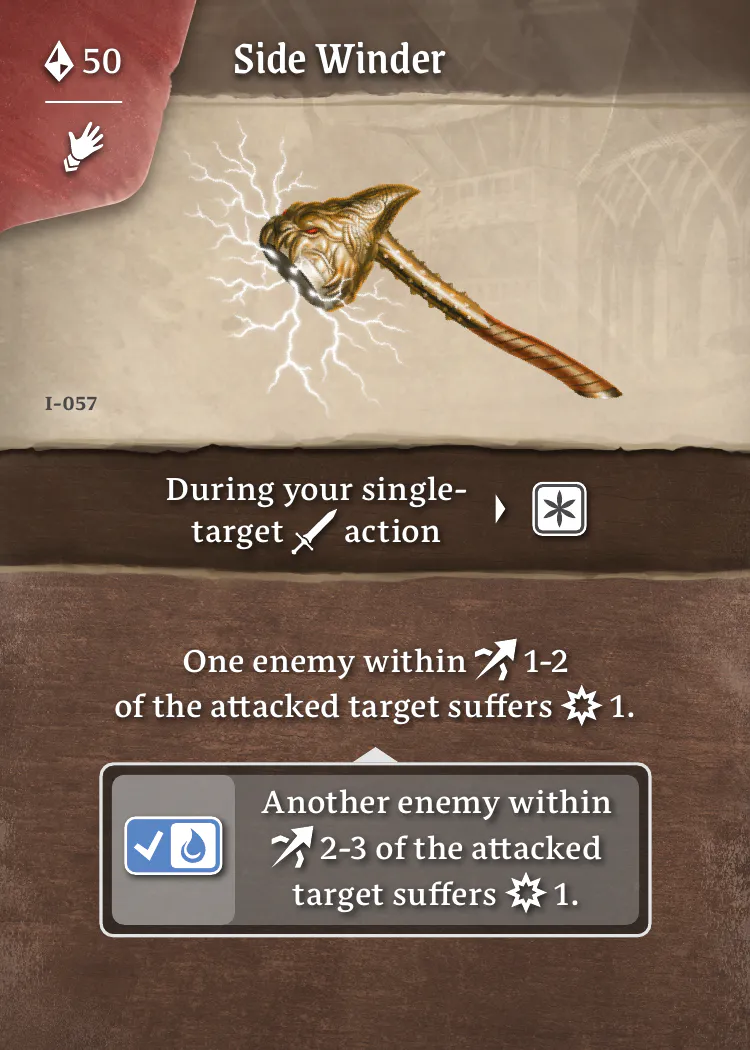 50
Side Winder
I-057
During your single-
target action
One enemy within 1-2
of the attacked target suffers 1.
Another enemy within
2-3 of the attacked
target suffers 1.